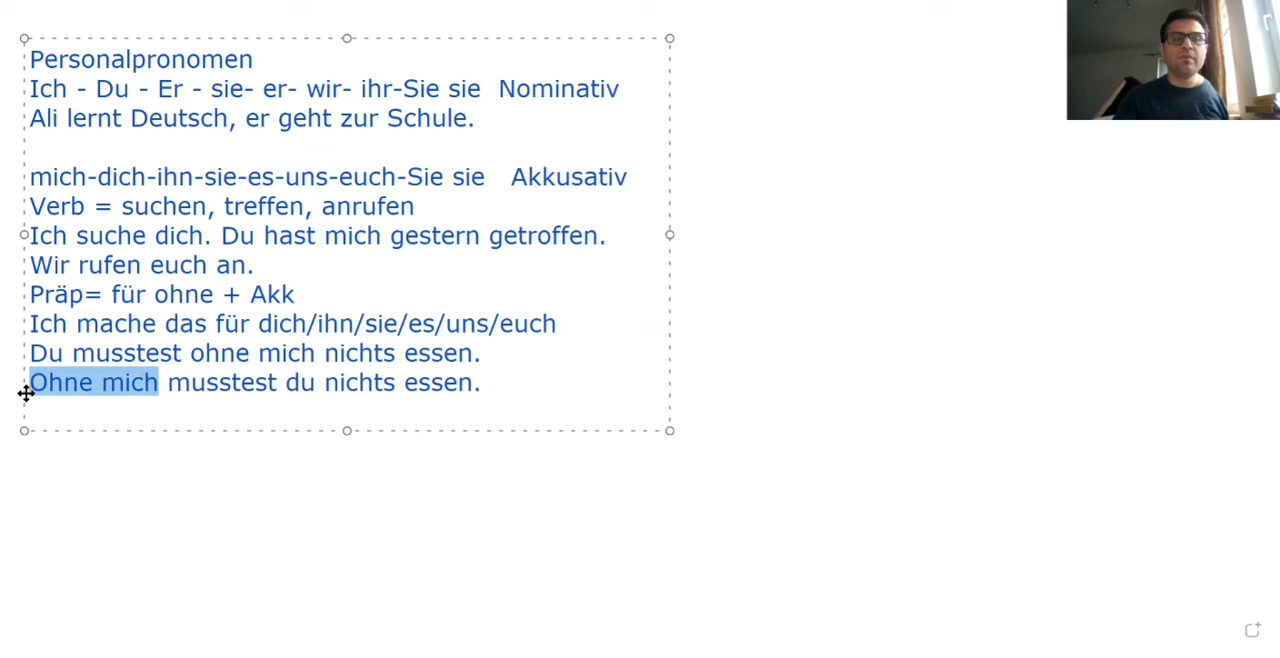 Personalpronomen
Ich - Du - Er - sie- er- wir- ihr-Sie sie  Nominativ
Ali lernt Deutsch, er geht zur Schule.
mich-dich-ihn-sie-es-uns-euch-Sie sie   Akkusativ
Verb = suchen, treffen, anrufen
Ich suche dich. Du hast mich gestern getroffen.
Wir rufen euch an.
Präp= für ohne + Akk
Ich mache das für dich/ihn/sie/es/uns/euch
Du musstest ohne mich nichts essen.
Ohne mich musstest du nichts essen.